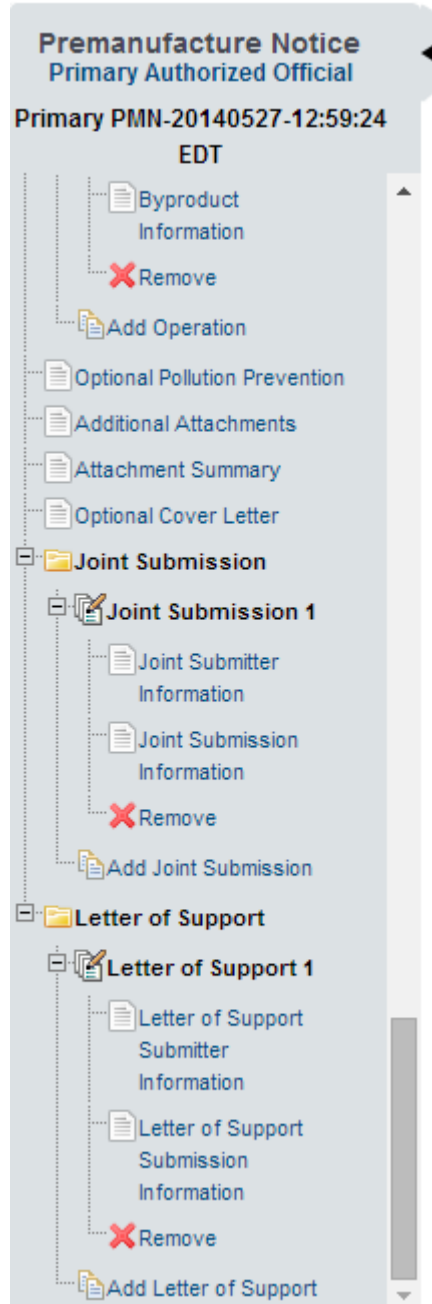 Premanufacture Notice
Primary Authorized Official
Primary PMN-20140527-12:59:24
EDT
Byproduct
Information
Remove
Add Operation
Optional Pollution Prevention
Additional Attachments
Attachment Summary
Optional Cover Letter
Joint Submission
Joint Submission 1
Joint Submitter
Information
Joint Submission
Information
Remove
Add Joint Submission
Letter of Support
Letter of Support 1
Letter of Support
Submitter
Information
Letter of Support
Submission
Information
Remove
Add Letter of Support